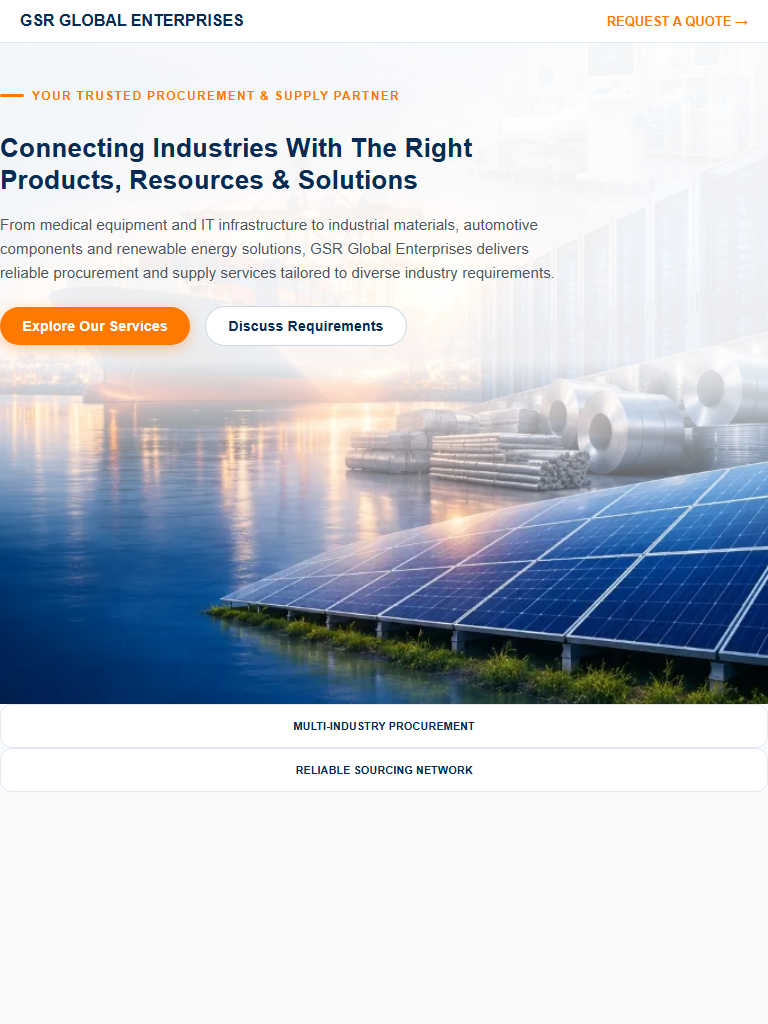 GSR GLOBAL ENTERPRISES
REQUEST A QUOTE →
YOUR TRUSTED PROCUREMENT & SUPPLY PARTNER
Connecting Industries With The Right
Products, Resources & Solutions
From medical equipment and IT infrastructure to industrial materials, automotive
components and renewable energy solutions, GSR Global Enterprises delivers
reliable procurement and supply services tailored to diverse industry requirements.
Explore Our Services
Discuss Requirements
MULTI-INDUSTRY PROCUREMENT
RELIABLE SOURCING NETWORK